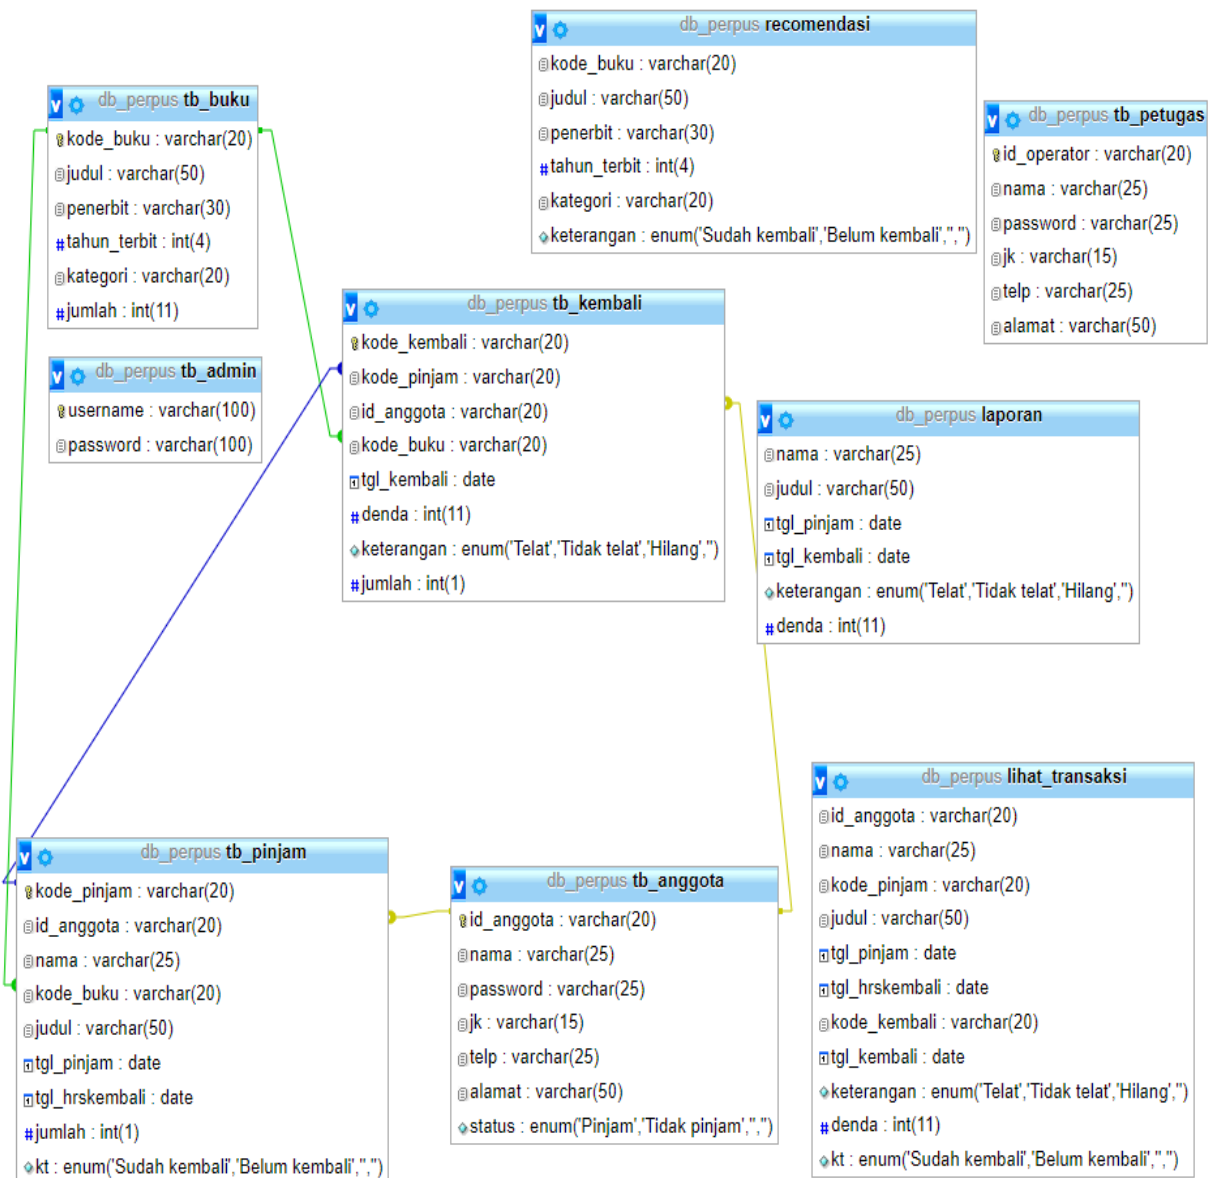 db_perpus recomendasi
kode_buku : varchar(20)
judul : varchar(50)
penerbit : varchar(30)
tahun_terbit : int(4)
kategori : varchar(20)
keterangan : enum('Sudah kembali','Belum kembali','','')
db_perpus tb_buku
kode_buku : varchar(20)
judul : varchar(50)
penerbit : varchar(30)
# tahun_terbit : int(4)
kategori : varchar(20)
# jumlah : int(11)
db_perpus tb_petugas
id_operator : varchar(20)
nama : varchar(25)
password : varchar(25)
jk : varchar(15)
telp : varchar(25)
alamat : varchar(50)
db_perpus tb_kembali
kode_kembali : varchar(20)
kode_pinjam : varchar(20)
id_anggota : varchar(20)
kode_buku : varchar(20)
tgl_kembali : date
# denda : int(11)
keterangan : enum('Telat','Tidak telat','Hilang','')
# jumlah : int(1)
db_perpus tb_admin
username : varchar(100)
password : varchar(100)
db_perpus laporan
nama : varchar(25)
judul : varchar(50)
tgl_pinjam : date
tgl_kembali : date
keterangan : enum('Telat','Tidak telat','Hilang','')
# denda : int(11)
db_perpus lihat_transaksi
id_anggota : varchar(20)
nama : varchar(25)
kode_pinjam : varchar(20)
judul : varchar(50)
tgl_pinjam : date
tgl_hrskembali : date
kode_kembali : varchar(20)
tgl_kembali : date
keterangan : enum('Telat','Tidak telat','Hilang','')
# denda : int(11)
kt : enum('Sudah kembali','Belum kembali','','')
db_perpus tb_pinjam
kode_pinjam : varchar(20)
id_anggota : varchar(20)
nama : varchar(25)
kode_buku : varchar(20)
judul : varchar(50)
tgl_pinjam : date
tgl_hrskembali : date
# jumlah : int(1)
kt : enum('Sudah kembali','Belum kembali','','')
db_perpus tb_anggota
id_anggota : varchar(20)
nama : varchar(25)
password : varchar(25)
jk : varchar(15)
telp : varchar(25)
alamat : varchar(50)
status : enum('Pinjam','Tidak pinjam','','')